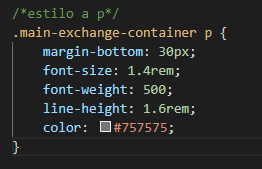 /*estilo a p*/
.main-exchange-container p {
    margin-bottom: 30px;
    font-size: 1.4rem;
    font-weight: 500;
    line-height: 1.6rem;
    color: #757575;
}